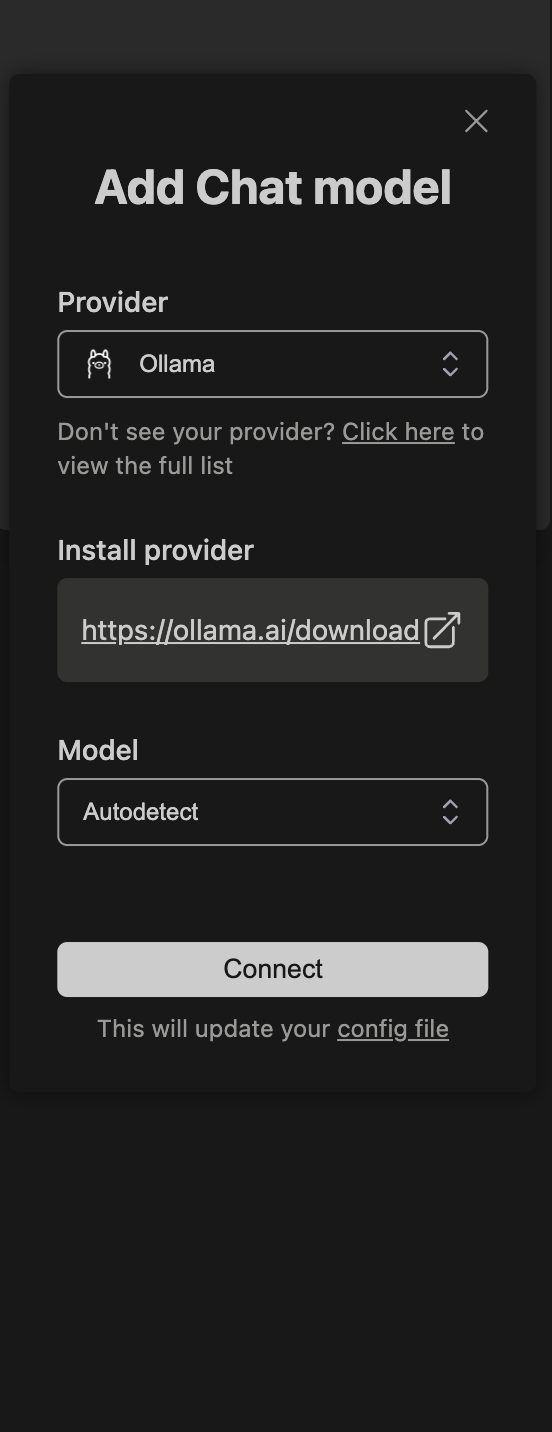 Add Chat model
Provider
Ollama
Don't see your provider? Click here to
view the full list
Install provider
https://ollama.ai/download
Model
Autodetect
Connect
This will update your config file